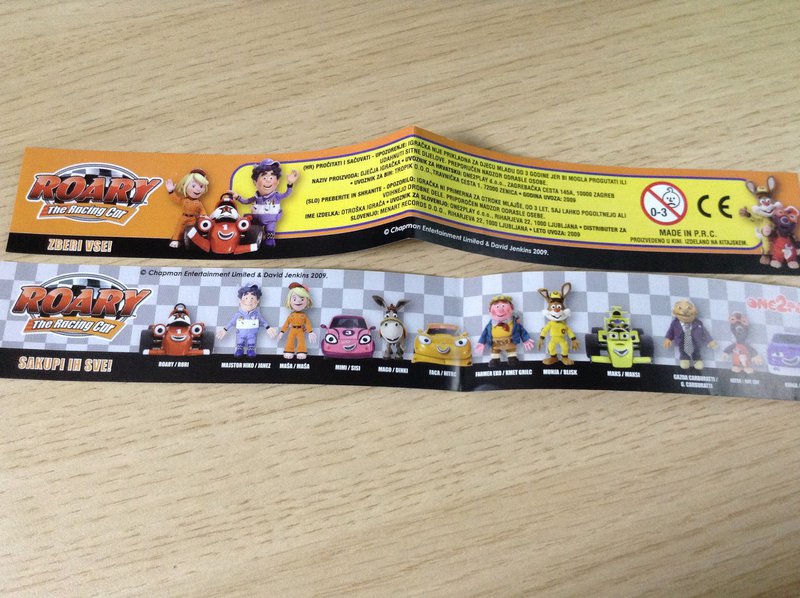 ROARY
The Racing Car
ZBERI VSE!
(HR) PROČITATI I SAČUVATI - UPOZORENJE: IGRAČKA NIJE PRIKLADNA ZA DJECU MLAĐU OD 3 GODINE JER BI MOGLA PROGUTATI ILI
UDAHNUTI SITNE DIJELOVE. PREPORUČEN NADZOR ODRASLE OSOBE.
NAZIV PROIZVODA: DJEČJA IGRAČKA • UVOZNIK ZA HRVATSKU: ONE2PLAY d.o.o., ZAGREBAČKA CESTA 145A, 10000 ZAGREB
• UVOZNIK ZA BIH: TROPIK D.O.O. TRAVNIČKA CESTA 1, 72000 ZENICA • GODINA UVOZA: 2009
(SLO) PREBERITE IN SHRANITE - OPOZORILO: IGRAČKA NI PRIMERNA ZA OTROKE MLAJŠE, OD 3 LET, SAJ LAHKO POGOLTNEJO ALI
VDIHNEJO DROBNE DELE. PRIPOROČEN NADZOR ODRASLE OSEBE.
IME IZDELKA: OTROŠKA IGRAČA • UVOZNIK ZA SLOVENIJO: ONE2PLAY d.o.o., RIHARJEVA 22, 1000 LJUBLJANA • DISTRIBUTER ZA
SLOVENIJO: MENART RECORDS D.O.O., RIHARJEVA 22, 1000 LJUBLJANA • LETO UVOZA: 2009
© Chapman Entertainment Limited & David Jenkins 2009.
0-3
CE
MADE IN P.R.C.
PROIZVEDENO U KINI. IZDELANO NA KITAJSKEM.
© Chapman Entertainment Limited & David Jenkins 2009.
ROARY
The Racing Car
SAKUPI IH SVE!
ROARY / RORI
MAJSTOR NIKO / JANEZ
MAŠA / MAŠA
MIMI / SISI
MAGO / DINKI
FACA / HITRC
FARMER EKO / KMET GRILC
MUNJA / BLISK
MAKS / MAKSI
GAZDA CARBURETTI /
G. CARBURATTI